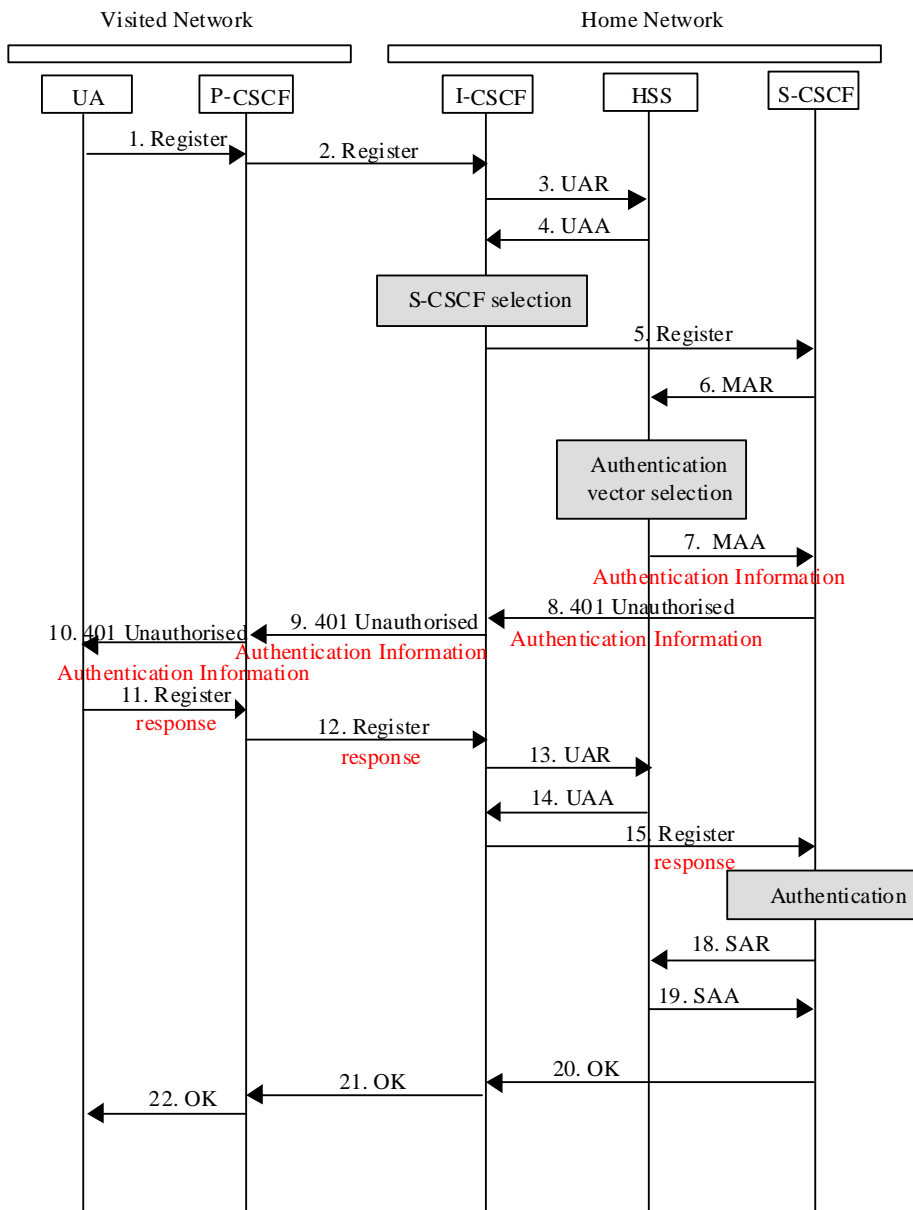 Visited Network
Home Network
UA
P-CSCF
I-CSCF
HSS
S-CSCF
1. Register
2. Register
3. UAR
4. UAA
S-CSCF selection
5. Register
6. MAR
Authentication
vector selection
7. MAA
Authentication Information
8. 401 Unauthorised
Authentication Information
9. 401 Unauthorised
Authentication Information
10. 401 Unauthorised
Authentication Information
11. Register
response
12. Register
response
13. UAR
14. UAA
15. Register
response
Authentication
18. SAR
19. SAA
20. OK
21. OK
22. OK